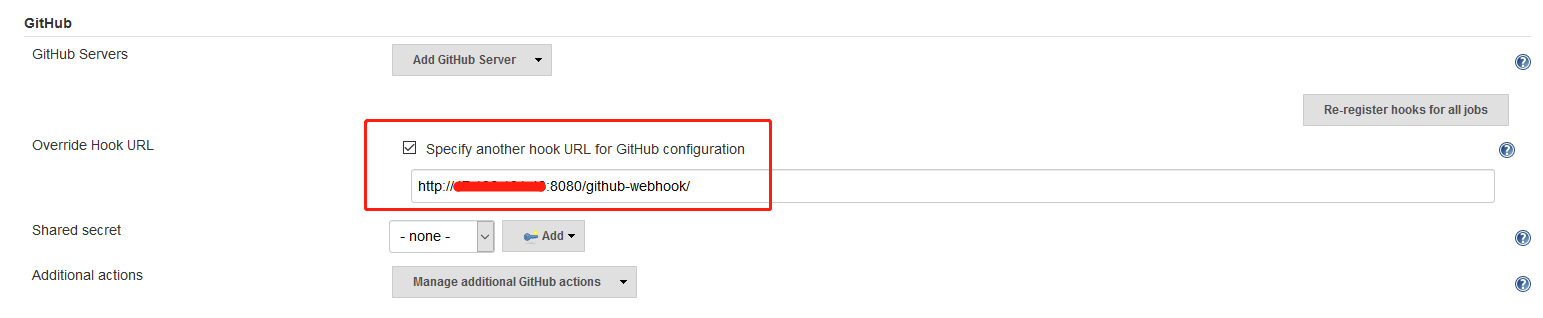 GitHub
GitHub Servers
Add GitHub Server
Re-register hooks for all jobs
Override Hook URL
Specify another hook URL for GitHub configuration
http:// :8080/github-webhook/
Shared secret
- none -
Add
Additional actions
Manage additional GitHub actions